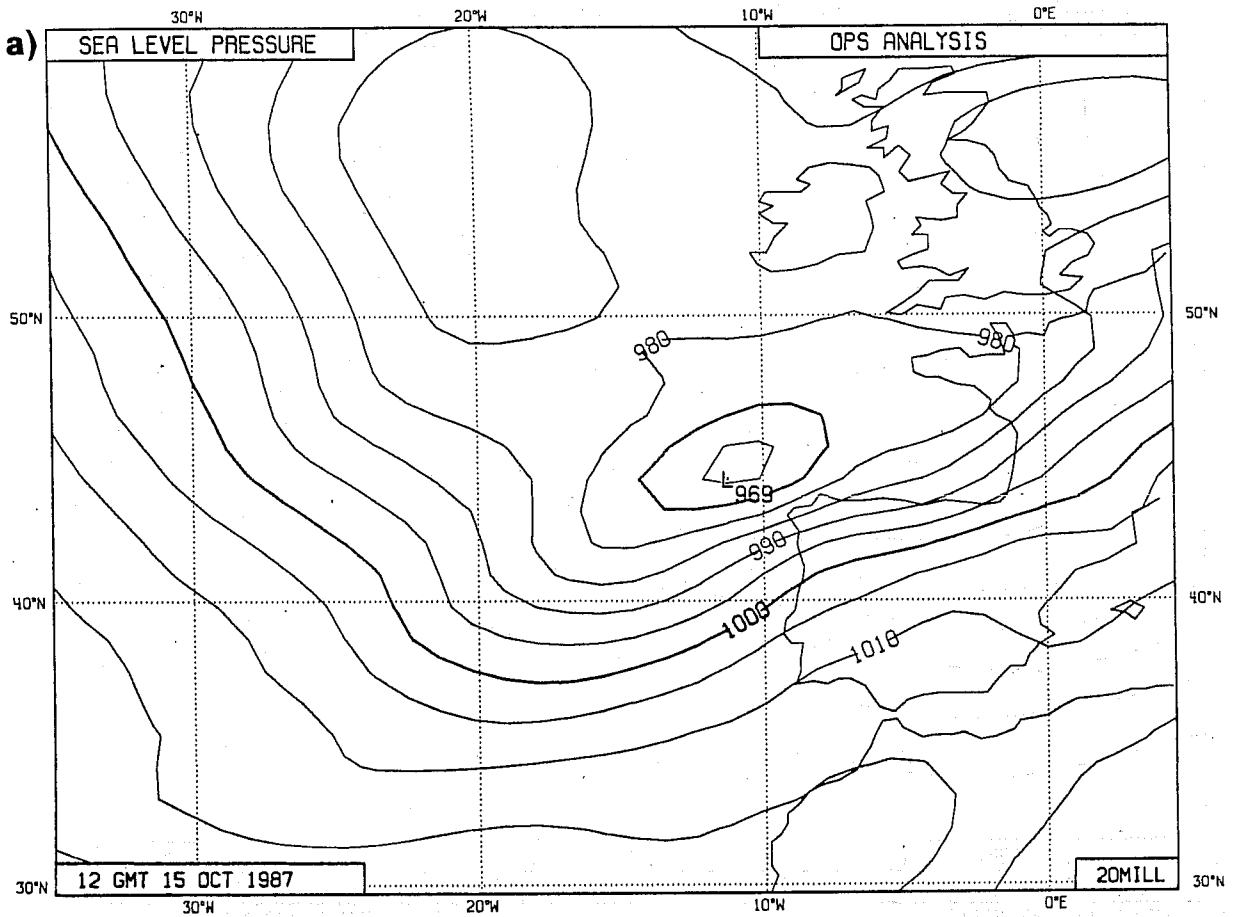 30°W 20°W 10°W 0°E
a) SEA LEVEL PRESSURE OPS ANALYSIS
50°N 50°N
980 980
L 969
990
40°N 40°N
1000
1010
12 GMT 15 OCT 1987 20MILL
30°N 30°N
30°W 20°W 10°W 0°E